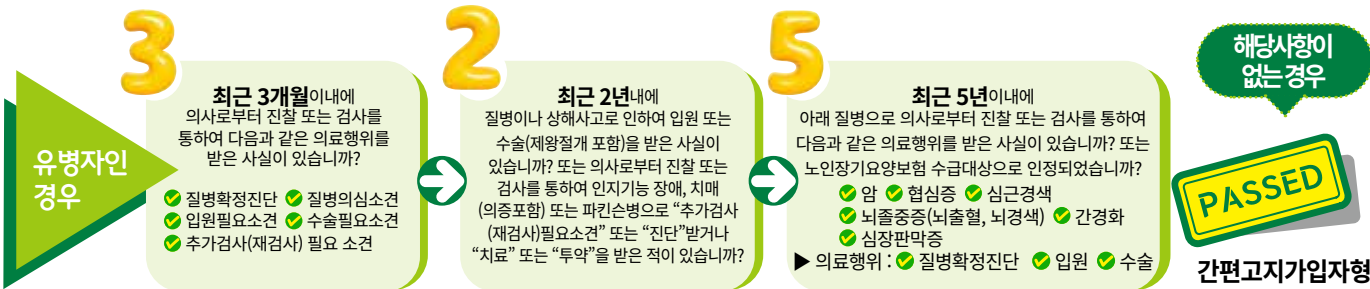 유병자인
경우
3
최근 3개월이내에
의사로부터 진찰 또는 검사를
통하여 다음과 같은 의료행위를
받은 사실이 있습니까?
질병확정진단 질병의심소견
입원필요소견 수술필요소견
추가검사(재검사) 필요 소견
2
최근 2년내에
질병이나 상해사고로 인하여 입원 또는
수술(제왕절개 포함)을 받은 사실이
있습니까? 또는 의사로부터 진찰 또는
검사를 통하여 인지기능 장애, 치매
(의증포함) 또는 파킨슨병으로 “추가검사
(재검사)필요소견” 또는 “진단”받거나
“치료” 또는 “투약”을 받은 적이 있습니까?
5
최근 5년이내에
아래 질병으로 의사로부터 진찰 또는 검사를 통하여
다음과 같은 의료행위를 받은 사실이 있습니까? 또는
노인장기요양보험 수급대상으로 인정되었습니까?
암 협심증 심근경색
뇌졸중증(뇌출혈, 뇌경색) 간경화
심장판막증
▶ 의료행위 : 질병확정진단 입원 수술
해당사항이
없는 경우
PASSED
간편고지가입자형